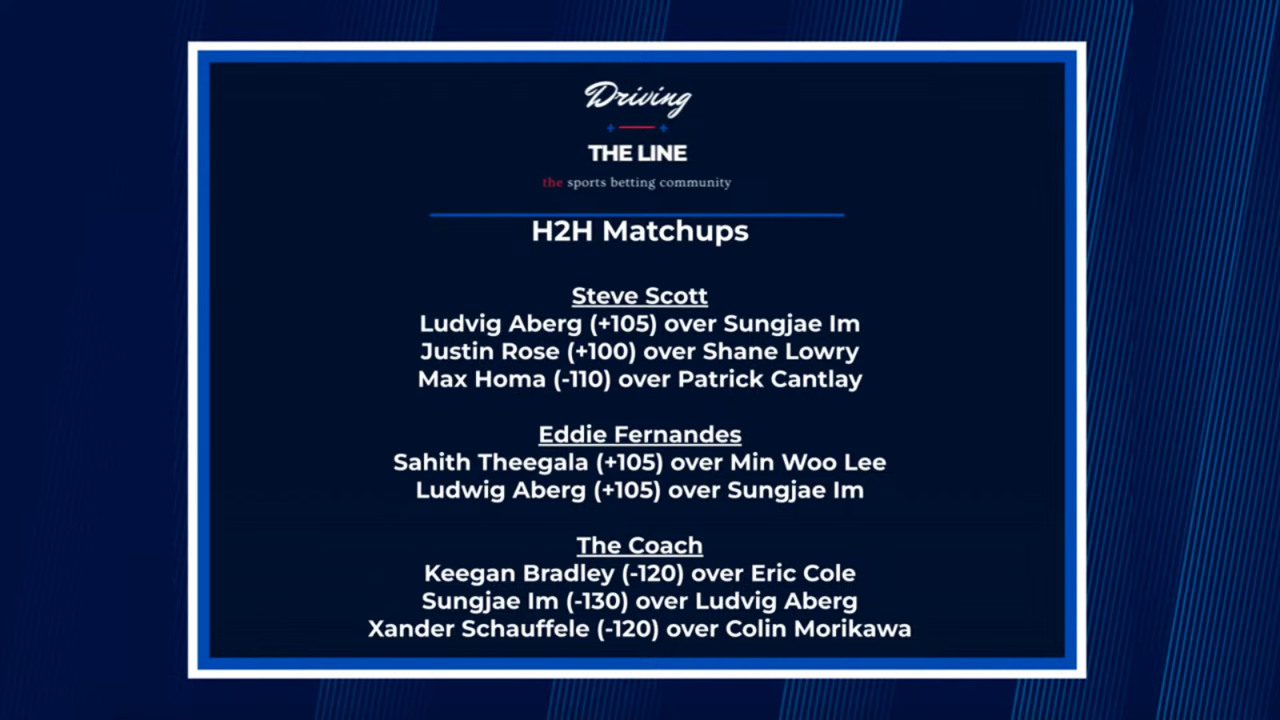 Driving
THE LINE
the sports betting community
H2H Matchups
Steve Scott
Ludvig Aberg (+105) over Sungjae Im
Justin Rose (+100) over Shane Lowry
Max Homa (-110) over Patrick Cantlay
Eddie Fernandes
Sahith Theegala (+105) over Min Woo Lee
Ludwig Aberg (+105) over Sungjae Im
The Coach
Keegan Bradley (-120) over Eric Cole
Sungjae Im (-130) over Ludvig Aberg
Xander Schauffele (-120) over Colin Morikawa